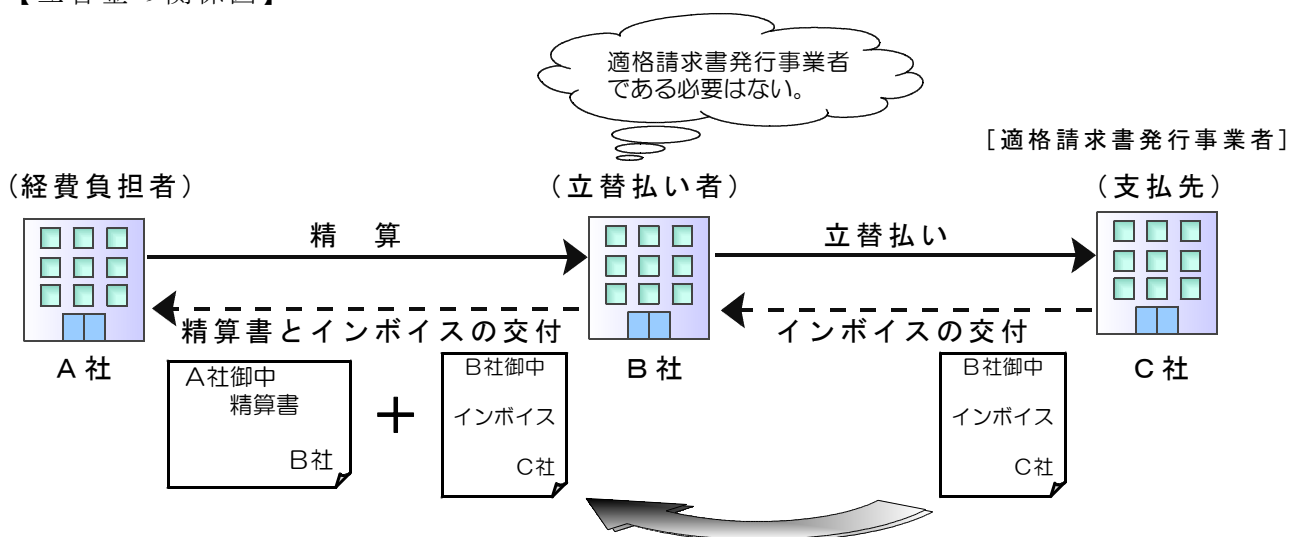 適格請求書発行事業者
である必要はない。
[適格請求書発行事業者]
(経費負担者)
(立替払い者)
(支払先)
精 算
立替払い
精算書とインボイスの交付
インボイスの交付
A社
B社
C社
A社御中
精算書
B社
+
B社御中
インボイス
C社
B社御中
インボイス
C社